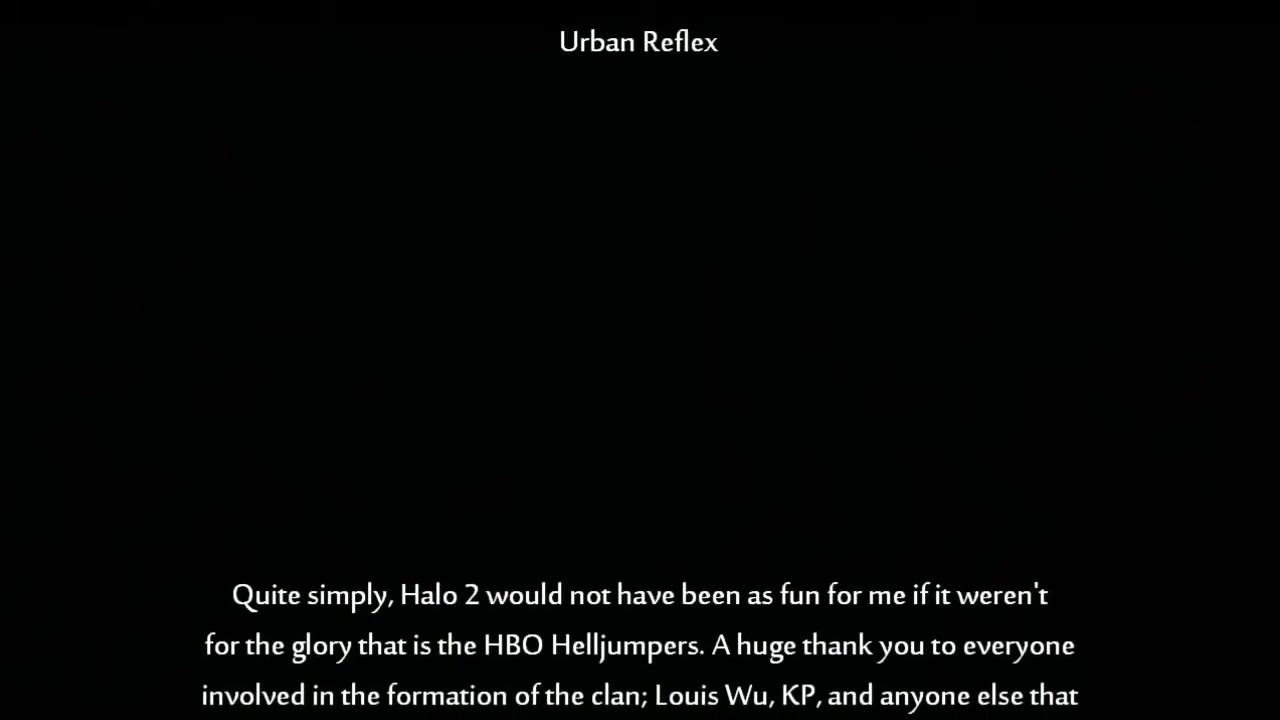 Urban Reflex
Quite simply, Halo 2 would not have been as fun for me if it weren't
for the glory that is the HBO Helljumpers. A huge thank you to everyone
involved in the formation of the clan; Louis Wu, KP, and anyone else that